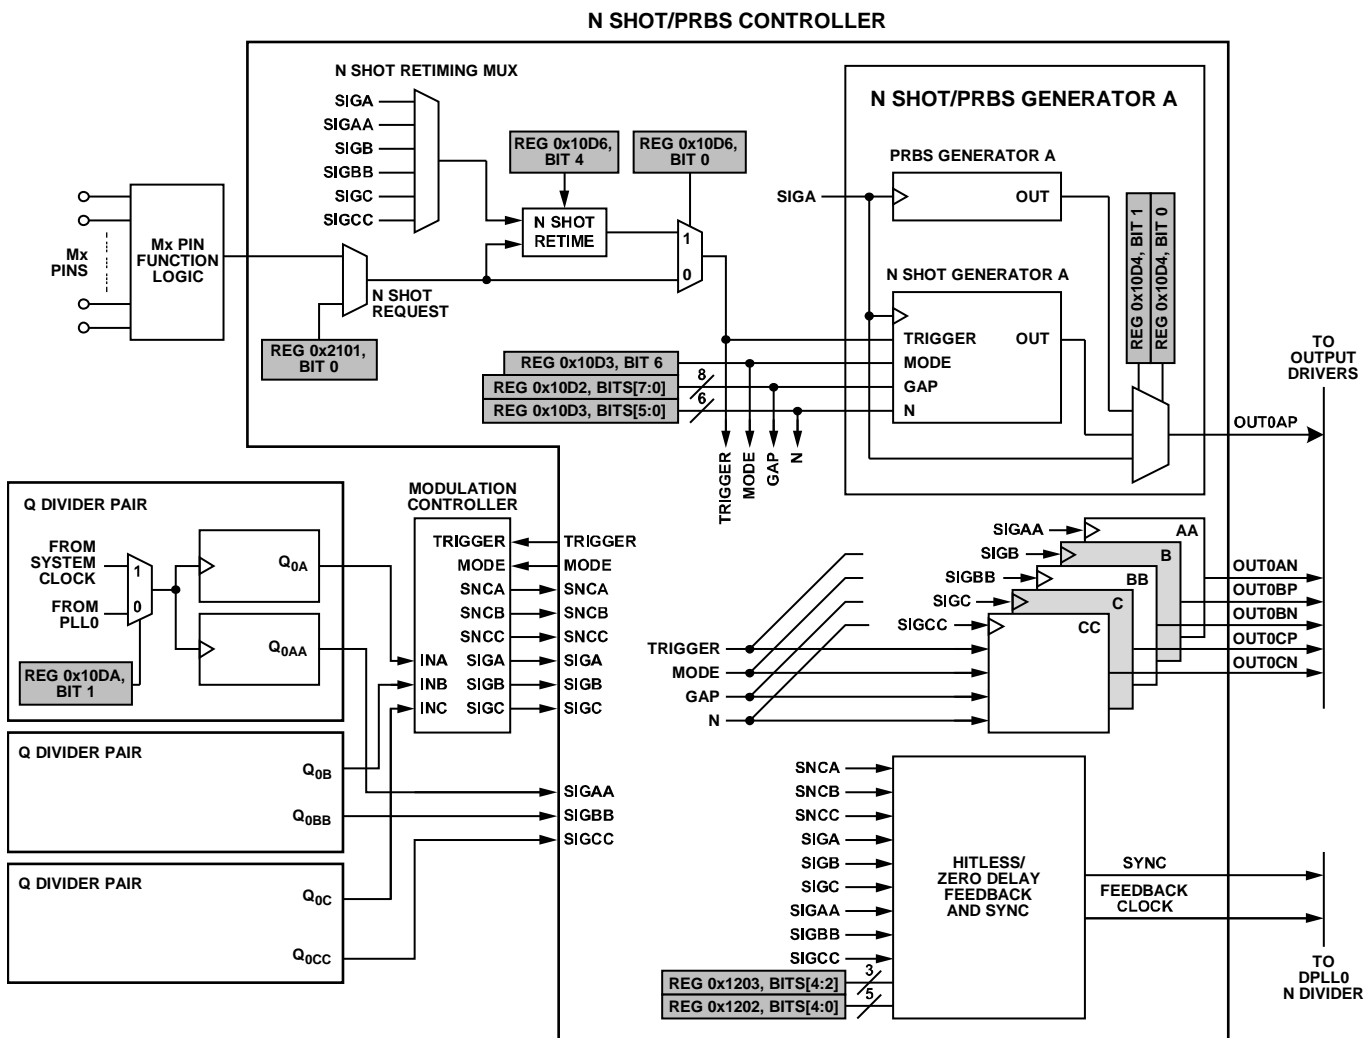 N SHOT/PRBS CONTROLLER
N SHOT RETIMING MUX
SIGA
SIGAA
SIGB
SIGBB
SIGC
SIGCC
REG 0x10D6,
BIT 4
REG 0x10D6,
BIT 0
N SHOT
RETIME
1
0
Mx
PINS
Mx PIN
FUNCTION
LOGIC
N SHOT
REQUEST
REG 0x2101,
BIT 0
N SHOT/PRBS GENERATOR A
PRBS GENERATOR A
SIGA
OUT
N SHOT GENERATOR A
TRIGGER
OUT
MODE
GAP
N
REG 0x10D4, BIT 1
REG 0x10D4, BIT 0
REG 0x10D3, BIT 6
REG 0x10D2, BITS[7:0]
8
REG 0x10D3, BITS[5:0]
6
TRIGGER
MODE
GAP
N
TO
OUTPUT
DRIVERS
OUT0AP
Q DIVIDER PAIR
FROM
SYSTEM
CLOCK
FROM
PLL0
1
0
Q0A
Q0AA
REG 0x10DA,
BIT 1
MODULATION
CONTROLLER
TRIGGER
MODE
SNCA
SNCB
SNCC
INA SIGA
INB SIGB
INC SIGC
TRIGGER
MODE
SNCA
SNCB
SNCC
SIGA
SIGB
SIGC
Q DIVIDER PAIR
Q0B
Q0BB
Q DIVIDER PAIR
Q0C
Q0CC
SIGAA
SIGBB
SIGCC
SIGAA
AA
SIGB
B
SIGBB
BB
SIGC
C
SIGCC
CC
TRIGGER
MODE
GAP
N
OUT0AN
OUT0BP
OUT0BN
OUT0CP
OUT0CN
SNCA
SNCB
SNCC
SIGA
SIGB
SIGC
SIGAA
SIGBB
SIGCC
REG 0x1203, BITS[4:2]
3
REG 0x1202, BITS[4:0]
5
HITLESS/
ZERO DELAY
FEEDBACK
AND SYNC
SYNC
FEEDBACK
CLOCK
TO
DPLL0
N DIVIDER